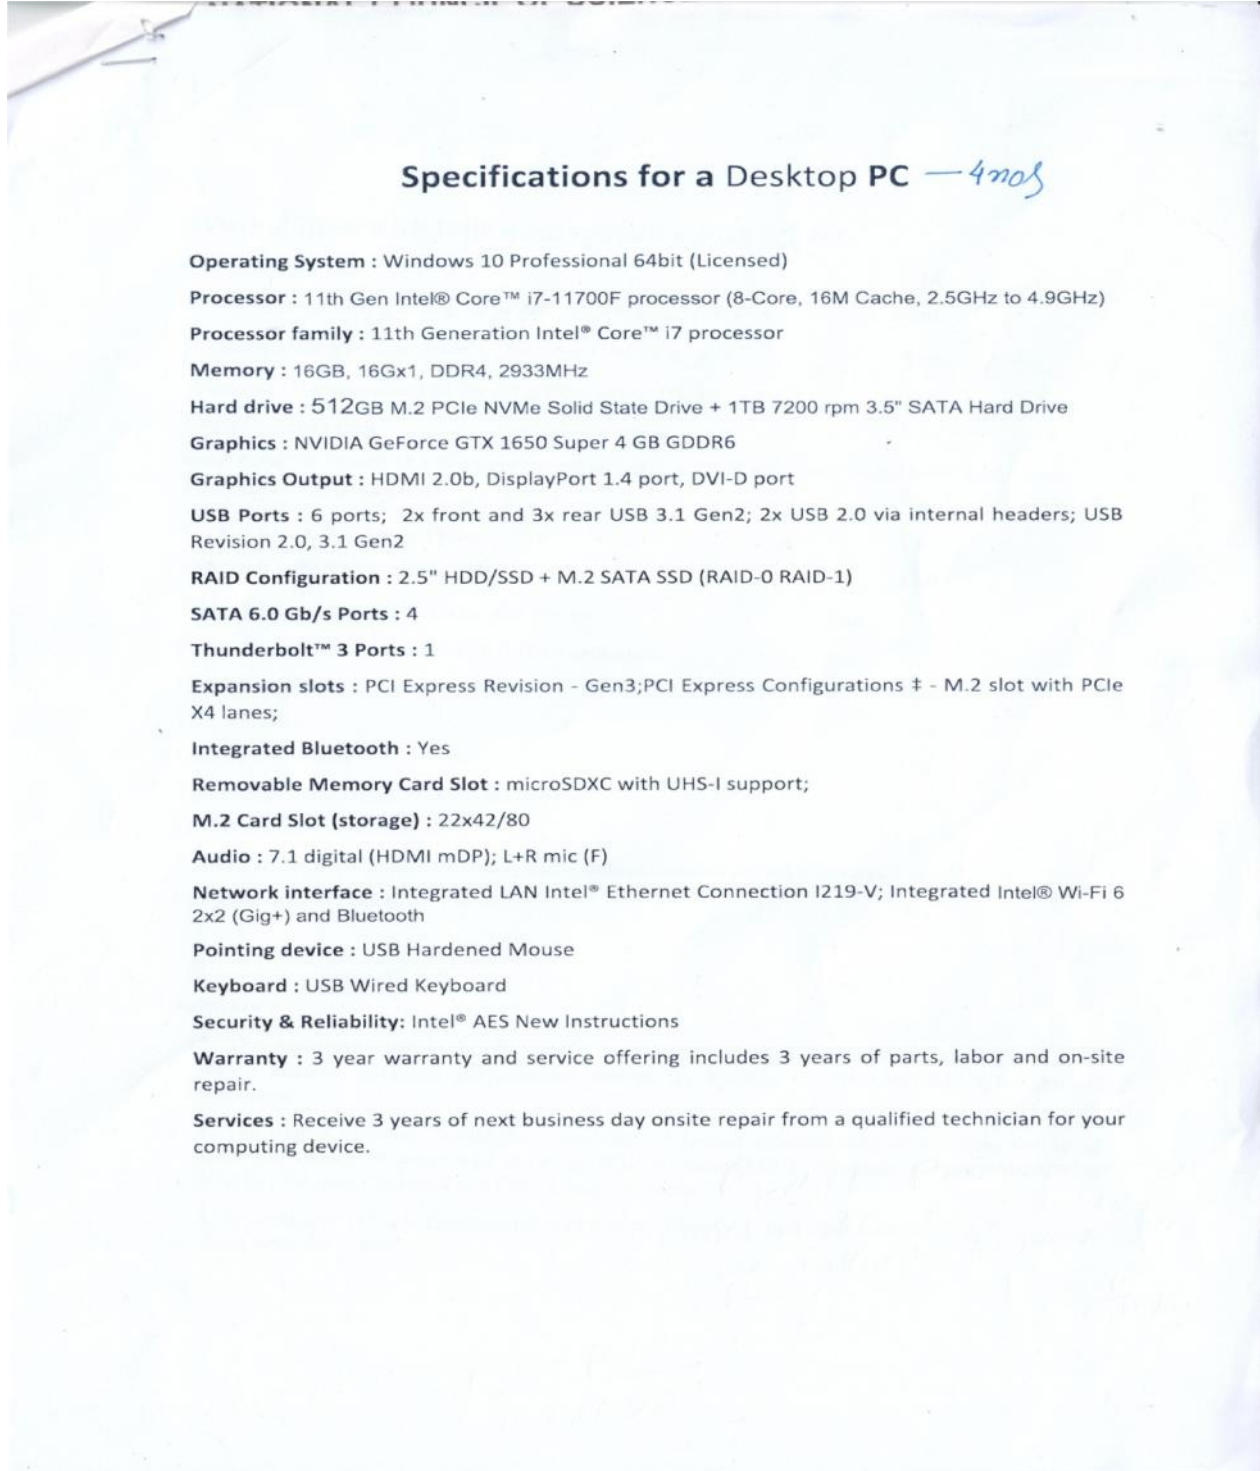 Specifications for a Desktop PC — 4nos
Operating System : Windows 10 Professional 64bit (Licensed)
Processor : 11th Gen Intel® Core™ i7-11700F processor (8-Core, 16M Cache, 2.5GHz to 4.9GHz)
Processor family : 11th Generation Intel® Core™ i7 processor
Memory : 16GB, 16Gx1, DDR4, 2933MHz
Hard drive : 512GB M.2 PCIe NVMe Solid State Drive + 1TB 7200 rpm 3.5" SATA Hard Drive
Graphics : NVIDIA GeForce GTX 1650 Super 4 GB GDDR6
Graphics Output : HDMI 2.0b, DisplayPort 1.4 port, DVI-D port
USB Ports : 6 ports; 2x front and 3x rear USB 3.1 Gen2; 2x USB 2.0 via internal headers; USB
Revision 2.0, 3.1 Gen2
RAID Configuration : 2.5" HDD/SSD + M.2 SATA SSD (RAID-0 RAID-1)
SATA 6.0 Gb/s Ports : 4
Thunderbolt™ 3 Ports : 1
Expansion slots : PCI Express Revision - Gen3;PCI Express Configurations ‡ - M.2 slot with PCIe
X4 lanes;
Integrated Bluetooth : Yes
Removable Memory Card Slot : microSDXC with UHS-I support;
M.2 Card Slot (storage) : 22x42/80
Audio : 7.1 digital (HDMI mDP); L+R mic (F)
Network interface : Integrated LAN Intel® Ethernet Connection I219-V; Integrated Intel® Wi-Fi 6
2x2 (Gig+) and Bluetooth
Pointing device : USB Hardened Mouse
Keyboard : USB Wired Keyboard
Security & Reliability: Intel® AES New Instructions
Warranty : 3 year warranty and service offering includes 3 years of parts, labor and on-site
repair.
Services : Receive 3 years of next business day onsite repair from a qualified technician for your
computing device.